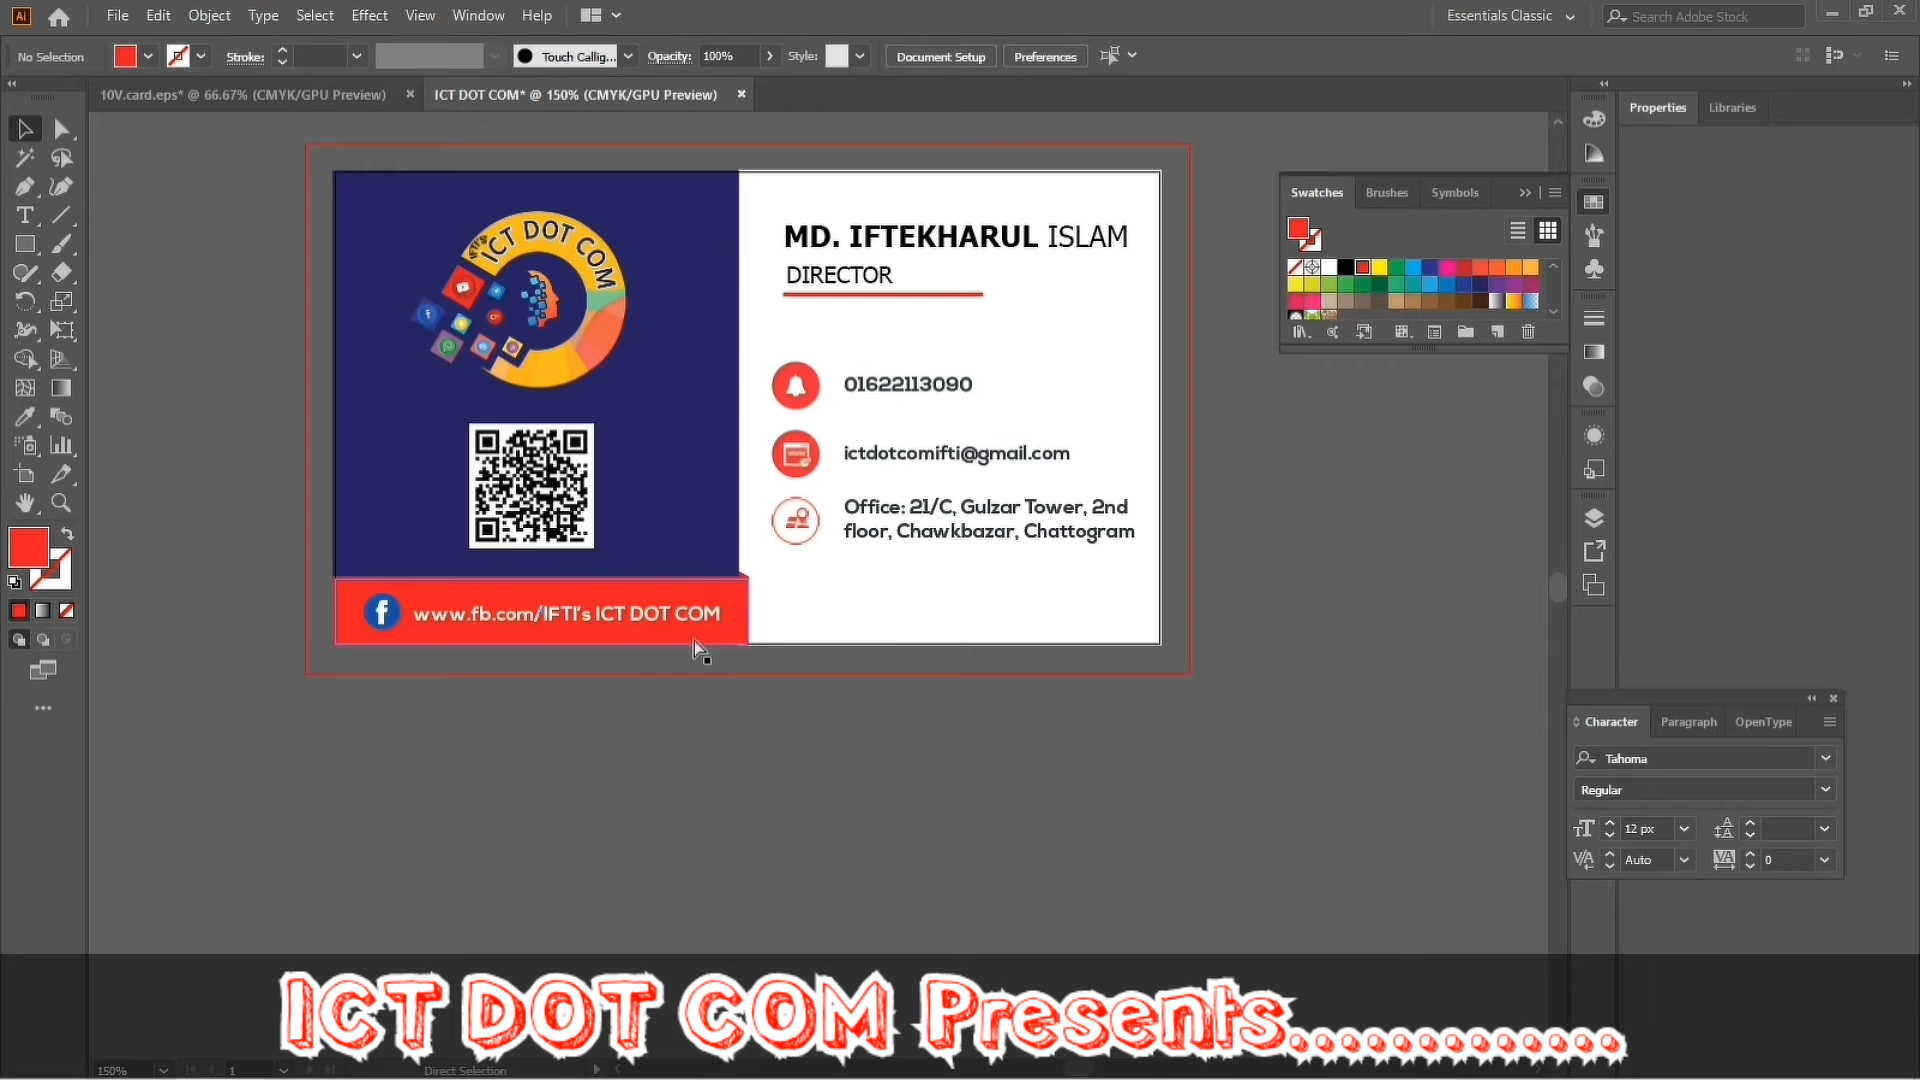 Ai File Edit Object Type Select Effect View Window Help Essentials Classic Search Adobe Stock
No Selection Stroke: Touch Callig... Opacity: 100% Style: Document Setup Preferences
10V.card.eps* @ 66.67% (CMYK/GPU Preview) ICT DOT COM* @ 150% (CMYK/GPU Preview)
Properties Libraries
Swatches Brushes Symbols
ICT DOT COM
MD. IFTEKHARUL ISLAM
DIRECTOR
01622113090
ictdotcomifti@gmail.com
Office: 21/C, Gulzar Tower, 2nd
floor, Chawkbazar, Chattogram
www.fb.com/IFTI's ICT DOT COM
Character Paragraph OpenType
Tahoma
Regular
12 px
Auto 0
ICT DOT COM Presents.............
150% 1 Direct Selection